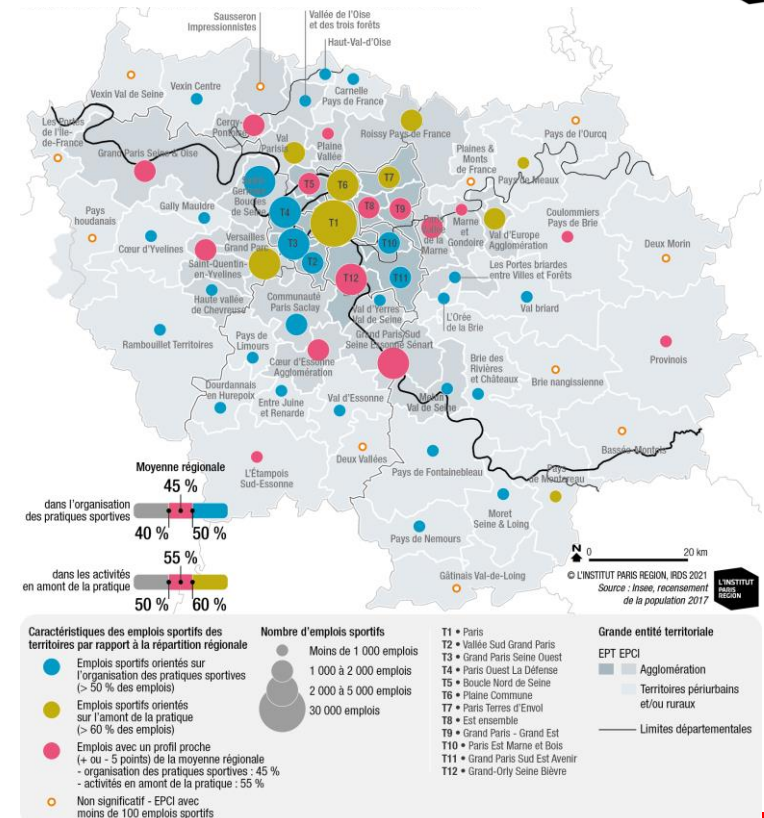 Sausseron
Impressionnistes
Vallée de l'Oise
et des trois forêts
Haut-Val-d'Oise
Vexin Val de Seine
Vexin Centre
Carnelle
Pays de France
Les Portes
de l'Île-
de-France
Cergy-
Pontoise
Roissy Pays de France
Pays de l'Ourcq
Grand Paris Seine & Oise
Val
Parisis
Plaine
Vallée
Plaines &
Monts
de France
Pays de Meaux
T5
T6
T7
Saint
Germain
Boucles
de Seine
T4
T1
T8
T9
Pays
houdanais
Gally Mauldre
Paris
Vallée
de la
Marne
Marne
et
Gondoire
Val d'Europe
Agglomération
Coulommiers
Pays de Brie
Cœur d'Yvelines
Versailles
Grand Parc
T3
T2
T10
Deux Morin
Saint-Quentin-
en-Yvelines
T12
T11
Les Portes briardes
entre Villes et Forêts
Haute vallée
de Chevreuse
Communauté
Paris Saclay
Val d'Yerres
Val de Seine
L'Orée
de la Brie
Val briard
Rambouillet Territoires
Pays de
Limours
Grand Paris Sud
Seine Essonne Sénart
Provinois
Cœur d'Essonne
Agglomération
Brie des
Rivières
et Châteaux
Brie nangissienne
Dourdannais
en Hurepoix
Entre Juine
et Renarde
Val d'Essonne
Melun
Val de Seine
Bassée-Montois
Deux Vallées
Pays de Fontainebleau
Pays
de Montereau
L'Étampois
Sud-Essonne
Moret
Seine & Loing
Pays de Nemours
Gâtinais Val-de-Loing
Moyenne régionale
45 %
dans l'organisation
des pratiques sportives
40 % 50 %
55 %
dans les activités
en amont de la pratique
50 % 60 %
N
0 20 km
© L'INSTITUT PARIS REGION, IRDS 2021
Source : Insee, recensement
de la population 2017
L'INSTITUT
PARIS
REGION
Caractéristiques des emplois sportifs des
territoires par rapport à la répartition régionale
Emplois sportifs orientés sur
l'organisation des pratiques sportives
(> 50 % des emplois)
Emplois sportifs orientés
sur l'amont de la pratique
(> 60 % des emplois)
Emplois avec un profil proche
(+ ou - 5 points) de la moyenne régionale
- organisation des pratiques sportives : 45 %
- activités en amont de la pratique : 55 %
Non significatif - EPCI avec
moins de 100 emplois sportifs
Nombre d'emplois sportifs
Moins de 1 000 emplois
1 000 à 2 000 emplois
2 000 à 5 000 emplois
30 000 emplois
T1 • Paris
T2 • Vallée Sud Grand Paris
T3 • Grand Paris Seine Ouest
T4 • Paris Ouest La Défense
T5 • Boucle Nord de Seine
T6 • Plaine Commune
T7 • Paris Terres d'Envol
T8 • Est ensemble
T9 • Grand Paris - Grand Est
T10 • Paris Est Marne et Bois
T11 • Grand Paris Sud Est Avenir
T12 • Grand-Orly Seine Bièvre
Grande entité territoriale
EPT EPCI
Agglomération
Territoires périurbains
et/ou ruraux
Limites départementales